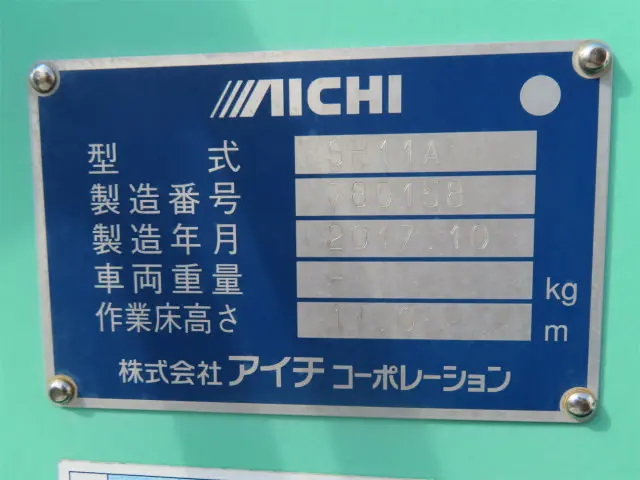 AICHI
型式 SH11A
製造番号
製造年月 2017.10
車両重量 - kg
作業床高さ m
株式会社アイチコーポレーション